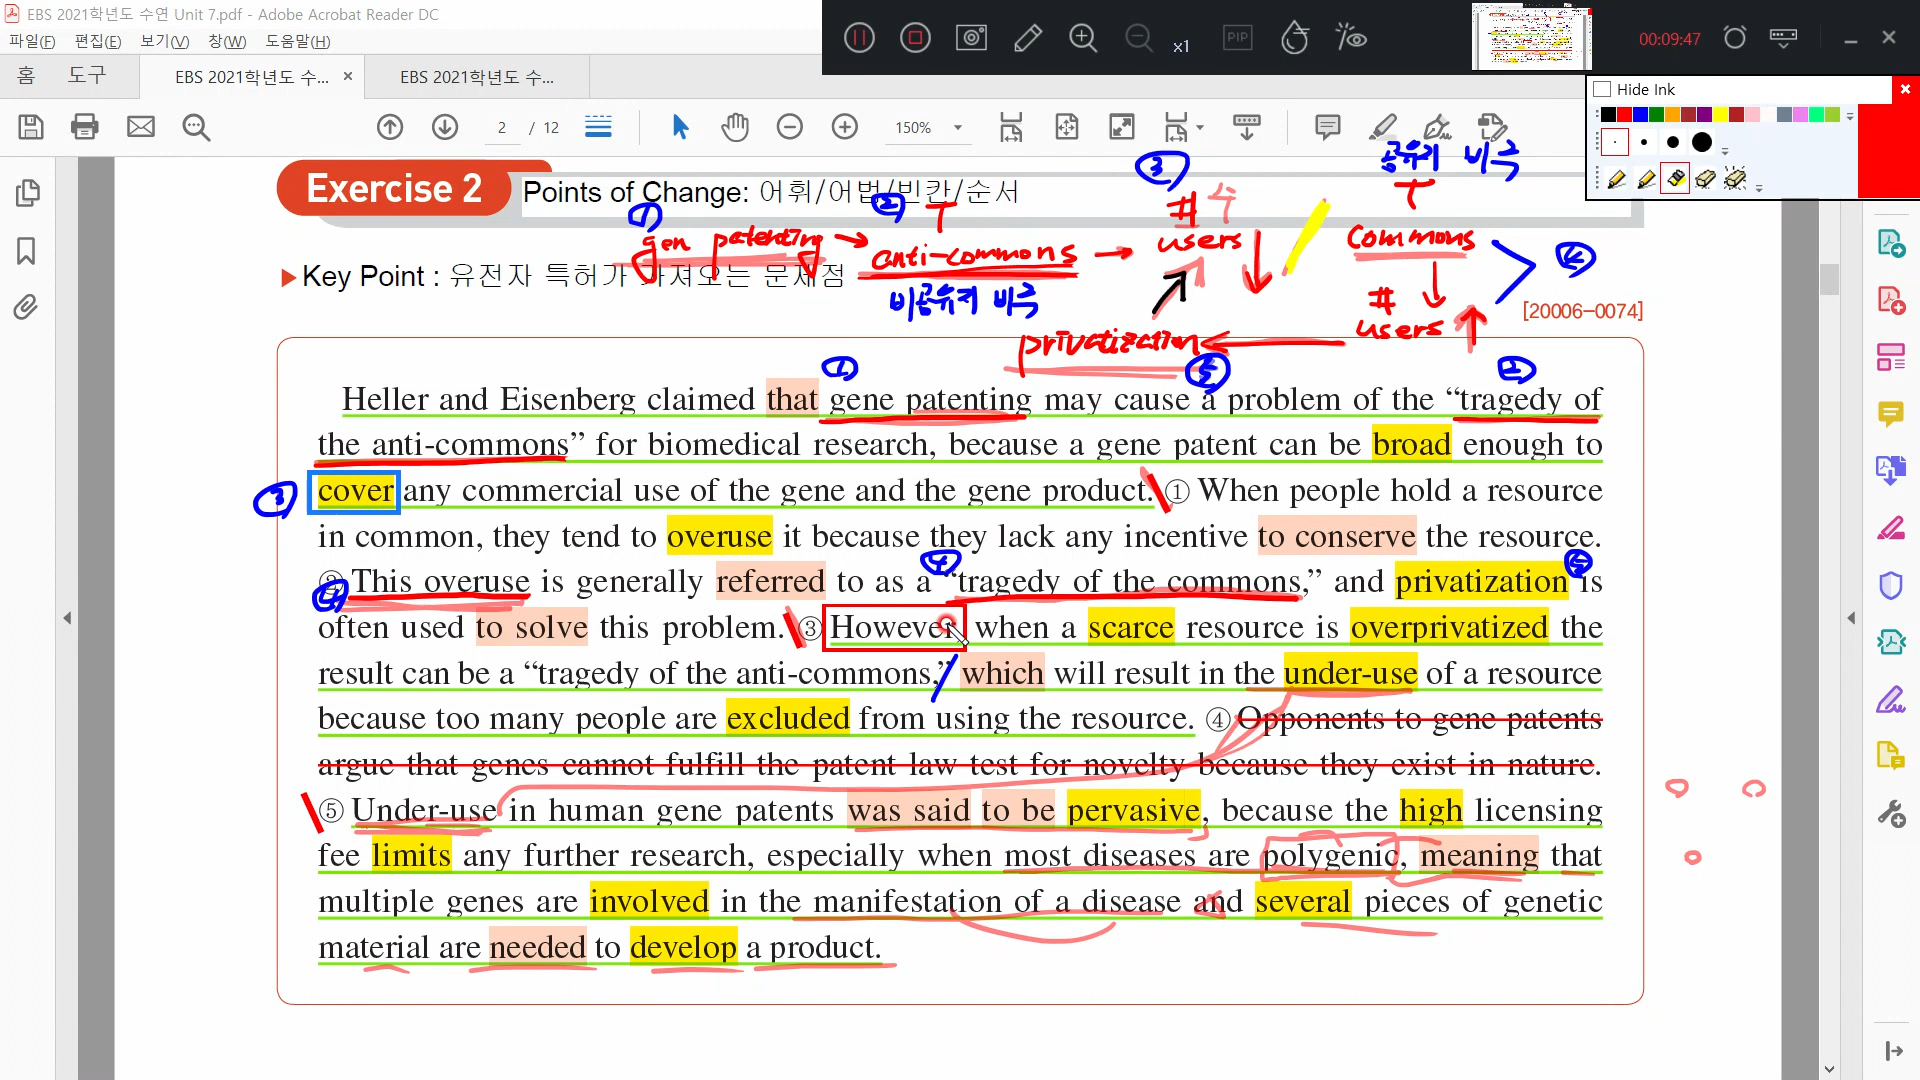 EBS 2021학년도 수연 Unit 7.pdf - Adobe Acrobat Reader DC
파일(F) 편집(E) 보기(V) 창(W) 도움말(H)
x1 PIP 00:09:47
홈 도구 EBS 2021학년도 수... × EBS 2021학년도 수...
Hide Ink
2 / 12 150%
Exercise 2 Points of Change: 어휘/어법/빈칸/순서
③ 공유지 비극
① ② T # T
gen patenting → anti-commons → users commons ④
▶Key Point : 유전자 특허가 가져오는 문제점
비공유지 비극 # users
[20006-0074]
privatization
① ⑤ ②
Heller and Eisenberg claimed that gene patenting may cause a problem of the “tragedy of
the anti-commons” for biomedical research, because a gene patent can be broad enough to
③ cover any commercial use of the gene and the gene product. ① When people hold a resource
in common, they tend to overuse it because they lack any incentive to conserve the resource.
④ ⑤
② This overuse is generally referred to as a “tragedy of the commons,” and privatization is
often used to solve this problem. ③ However, when a scarce resource is overprivatized the
result can be a “tragedy of the anti-commons,” which will result in the under-use of a resource
because too many people are excluded from using the resource. ④ Opponents to gene patents
argue that genes cannot fulfill the patent law test for novelty because they exist in nature.
⑤ Under-use in human gene patents was said to be pervasive, because the high licensing
fee limits any further research, especially when most diseases are polygenic, meaning that
multiple genes are involved in the manifestation of a disease and several pieces of genetic
material are needed to develop a product.